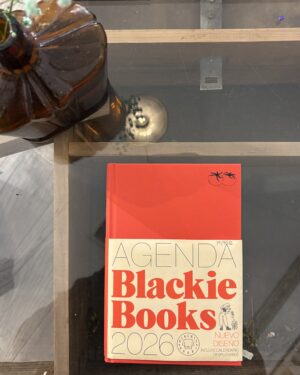 AGENDA
Blackie
Books
2026
NUEVO
DISEÑO